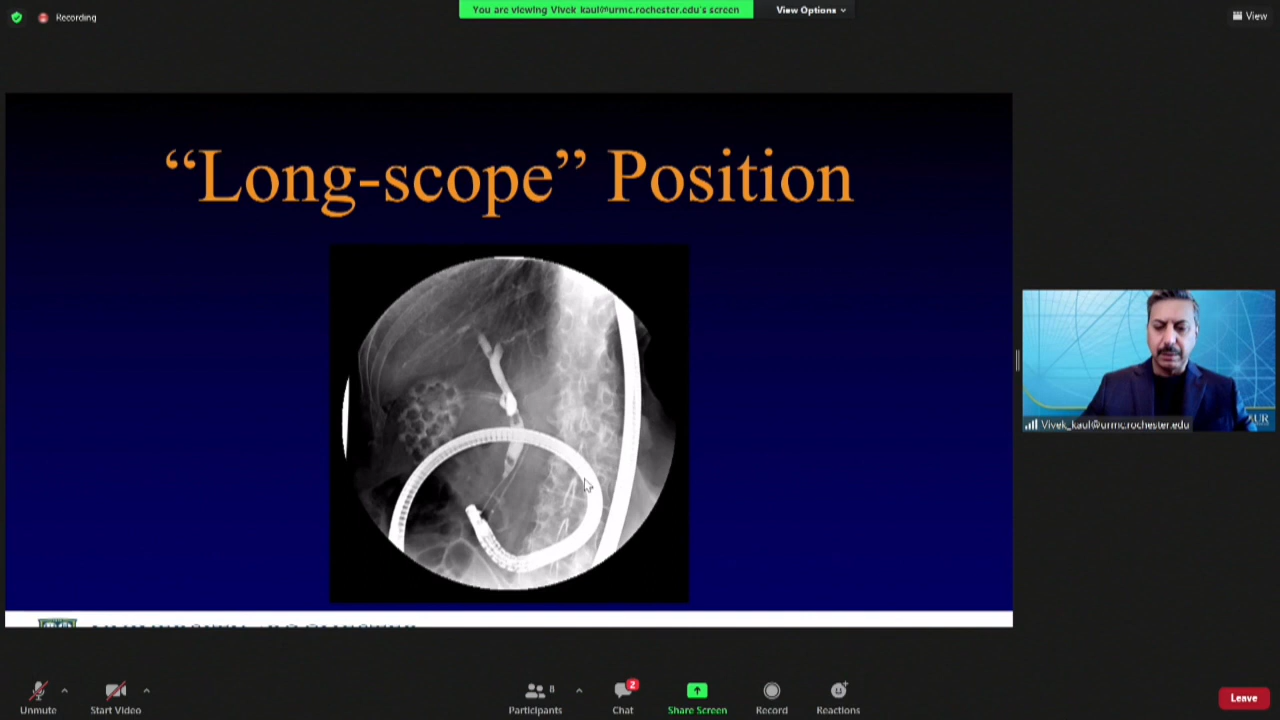 Recording
You are viewing Vivek_kaul@urmc.rochester.edu's screen
View Options
View
“Long-scope” Position
UR
Vivek_kaul@urmc.rochester.edu
Unmute
Start Video
Participants
8
Chat
2
Share Screen
Record
Reactions
Leave